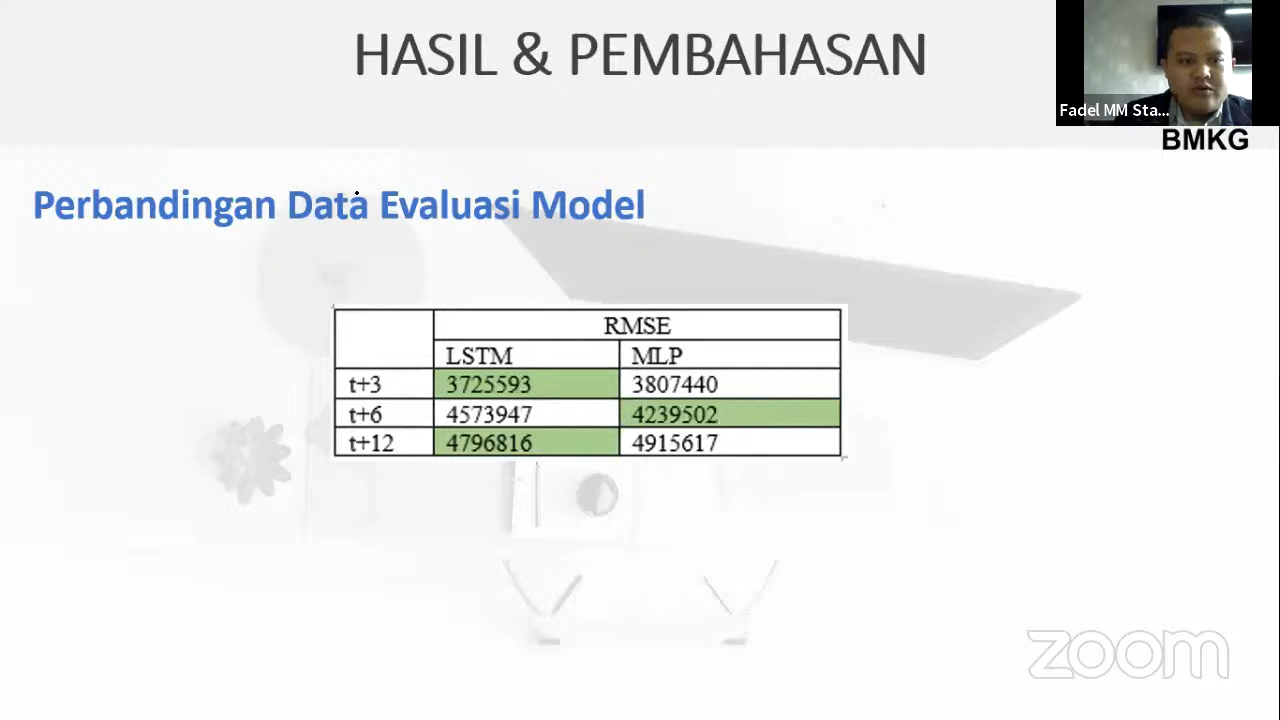 HASIL & PEMBAHASAN
Fadel MM Sta...
BMKG
Perbandingan Data Evaluasi Model
RMSE
LSTM MLP
t+3 3725593 3807440
t+6 4573947 4239502
t+12 4796816 4915617
zoom